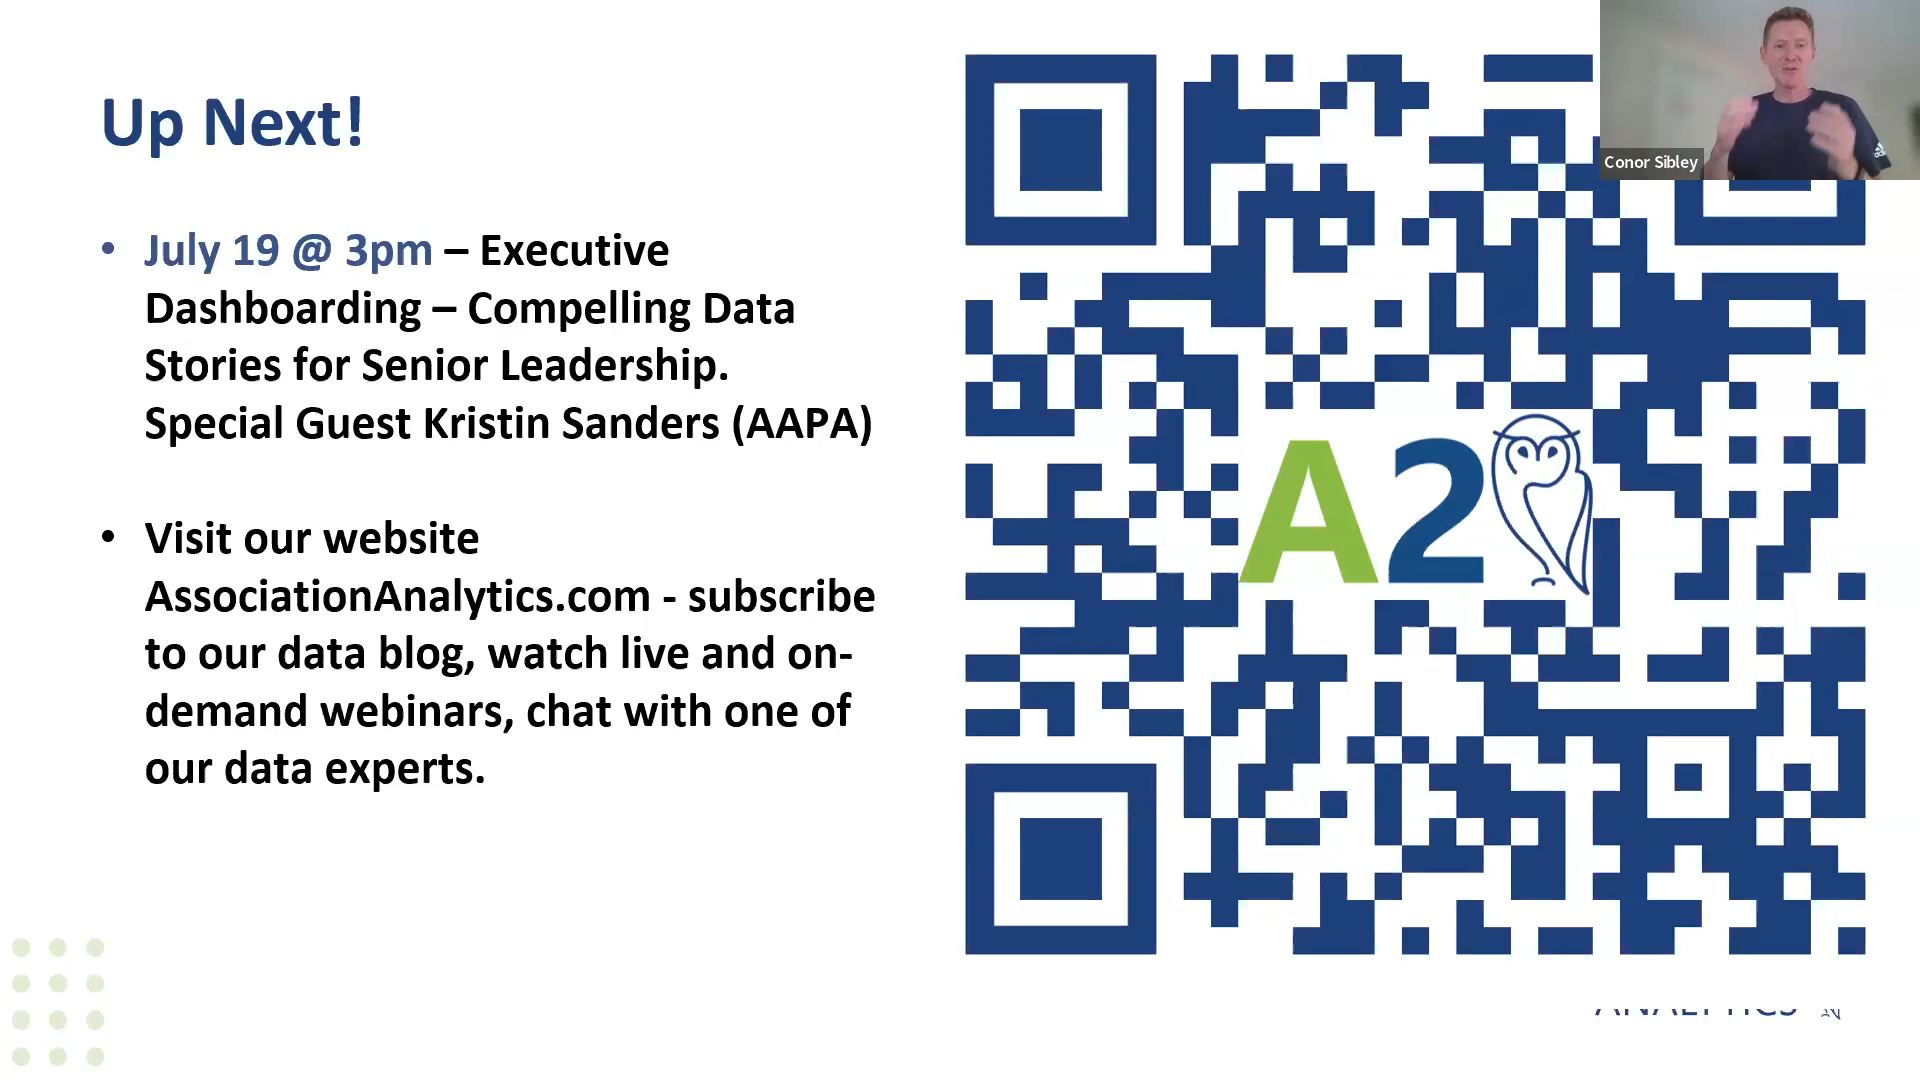 Up Next!
• July 19 @ 3pm – Executive
Dashboarding – Compelling Data
Stories for Senior Leadership.
Special Guest Kristin Sanders (AAPA)
• Visit our website
AssociationAnalytics.com - subscribe
to our data blog, watch live and on-
demand webinars, chat with one of
our data experts.
Conor Sibley
A2
ANALYTICS